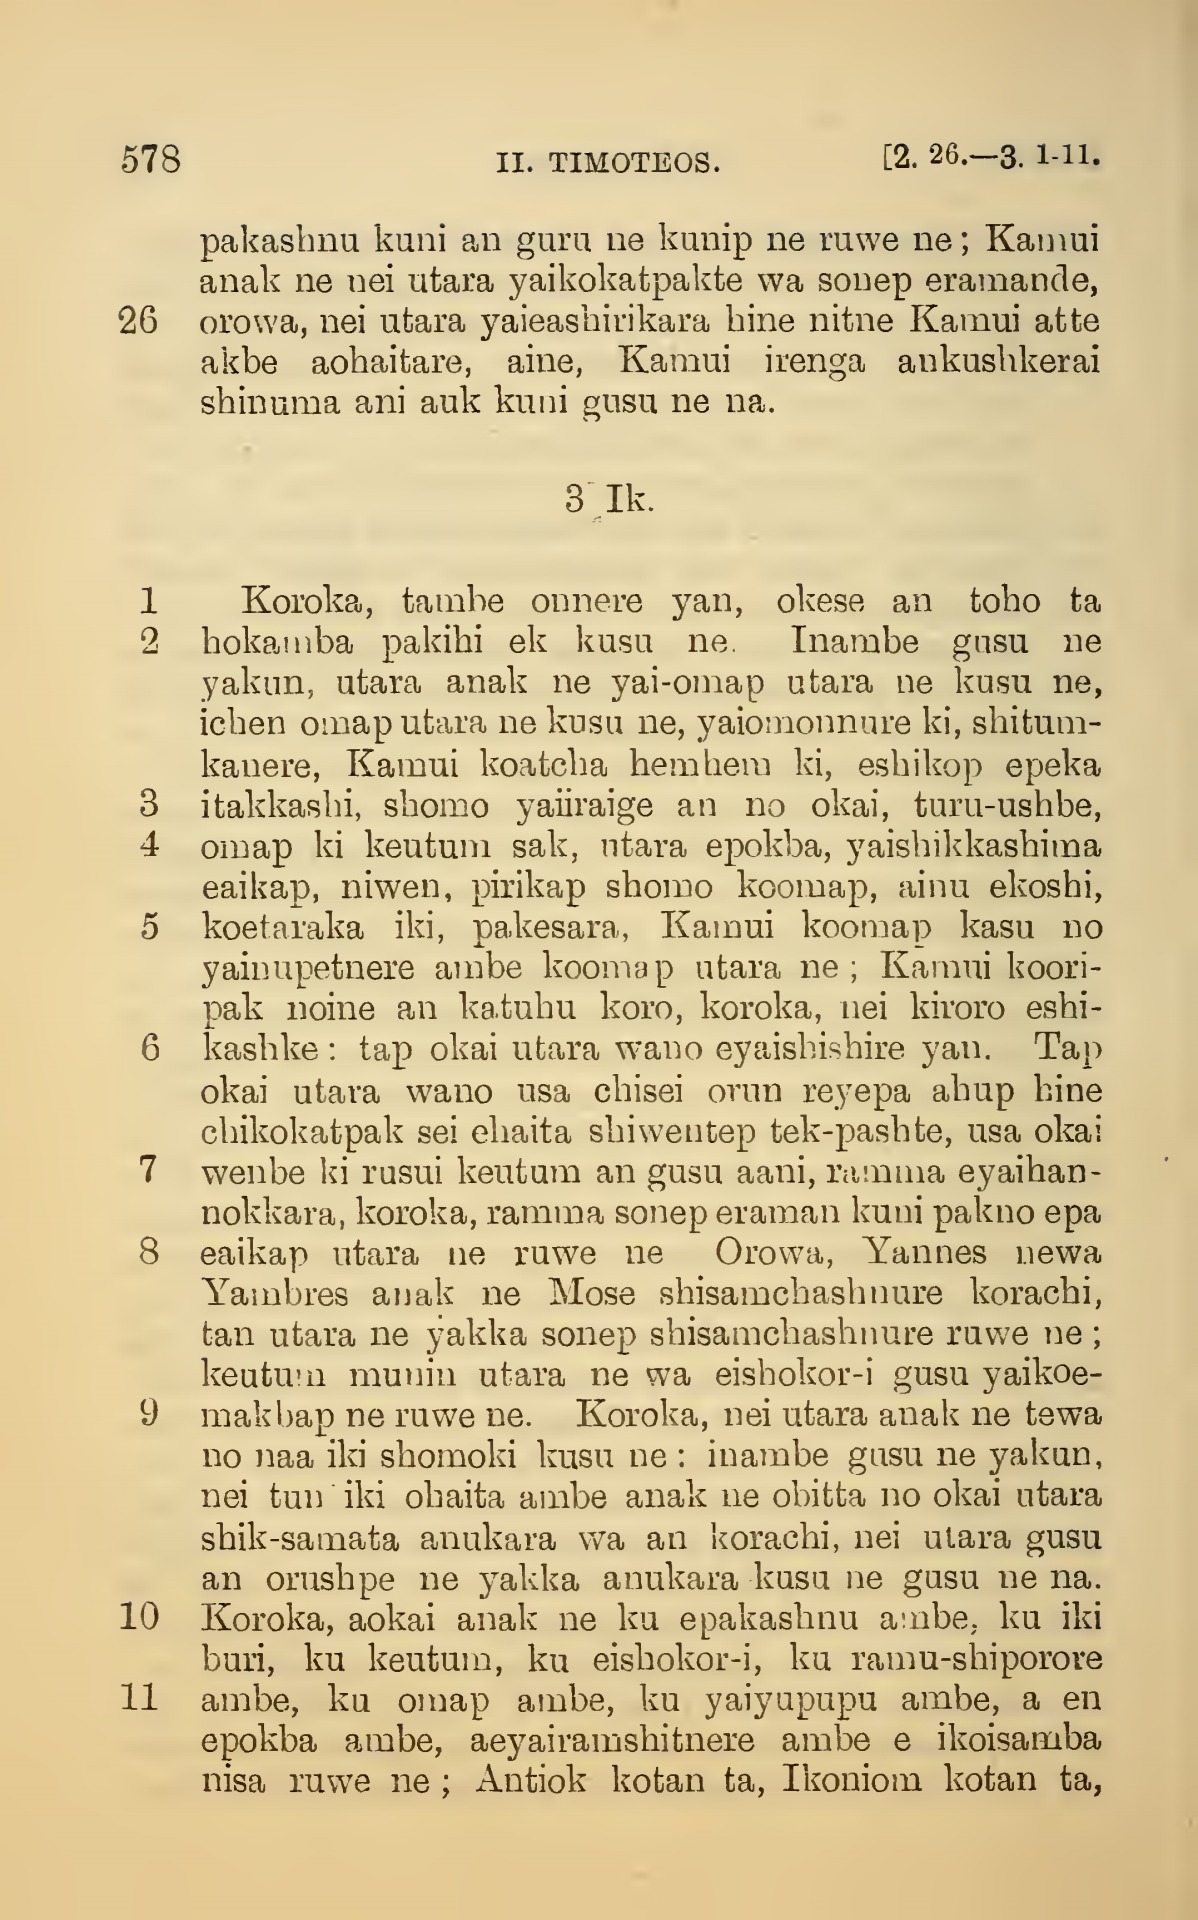 578 II. TIMOTEOS. [2. 26.—3. 1-11.
pakashnu kuni an guru ne kunip ne ruwe ne; Kamui
anak ne nei utara yaikokatpakte wa sonep eramande,
26 orowa, nei utara yaieashirikara hine nitne Kamui atte
akbe aohaitare, aine, Kamui irenga ankushkerai
shinuma ani auk kuni gusu ne na.
3 Ik.
1 Koroka, tambe onnere yan, okese an toho ta
2 hokamba pakihi ek kusu ne. Inambe gusu ne
yakun, utara anak ne yai-omap utara ne kusu ne,
ichen omap utara ne kusu ne, yaiomonnure ki, shitum-
kanere, Kamui koatcha hemhem ki, eshikop epeka
3 itakkashi, shomo yaiiraige an no okai, turu-ushbe,
4 omap ki keutum sak, utara epokba, yaishikkashima
eaikap, niwen, pirikap shomo koomap, ainu ekoshi,
5 koetaraka iki, pakesara, Kamui koomap kasu no
yainupetnere ambe koomap utara ne; Kamui koori-
pak noine an katuhu koro, koroka, nei kiroro eshi-
6 kashke: tap okai utara wano eyaishishire yan. Tap
okai utara wano usa chisei orun reyepa ahup hine
chikokatpak sei chaita shiwentep tek-pashte, usa okai
7 wenbe ki rusui keutum an gusu aani, ramma eyaihan-
nokkara, koroka, ramma sonep eraman kuni pakno epa
8 eaikap utara ne ruwe ne Orowa, Yannes newa
Yambres anak ne Mose shisamchashnure korachi,
tan utara ne yakka sonep shisamchashnure ruwe ne;
keutum munin utara ne wa eishokor-i gusu yaikoe-
9 makbap ne ruwe ne. Koroka, nei utara anak ne tewa
no naa iki shomoki kusu ne: inambe gusu ne yakun,
nei tun iki ohaita ambe anak ne obitta no okai utara
shik-samata anukara wa an korachi, nei utara gusu
an orushpe ne yakka anukara kusu ne gusu ne na.
10 Koroka, aokai anak ne ku epakashnu ambe, ku iki
buri, ku keutum, ku eishokor-i, ku ramu-shiporore
11 ambe, ku omap ambe, ku yaiyupupu ambe, a en
epokba ambe, aeyairamshitnere ambe e ikoisamba
nisa ruwe ne; Antiok kotan ta, Ikoniom kotan ta,